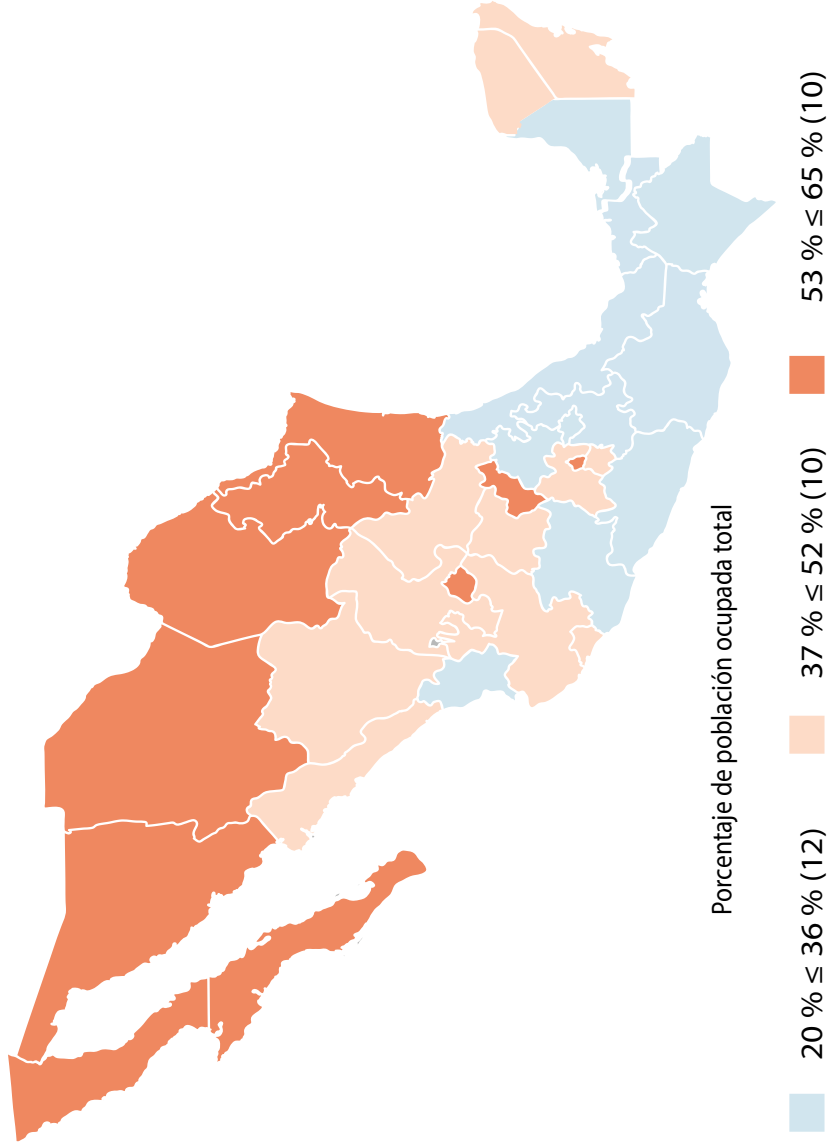 Porcentaje de población ocupada total
20 % ≤ 36 % (12)
37 % ≤ 52 % (10)
53 % ≤ 65 % (10)